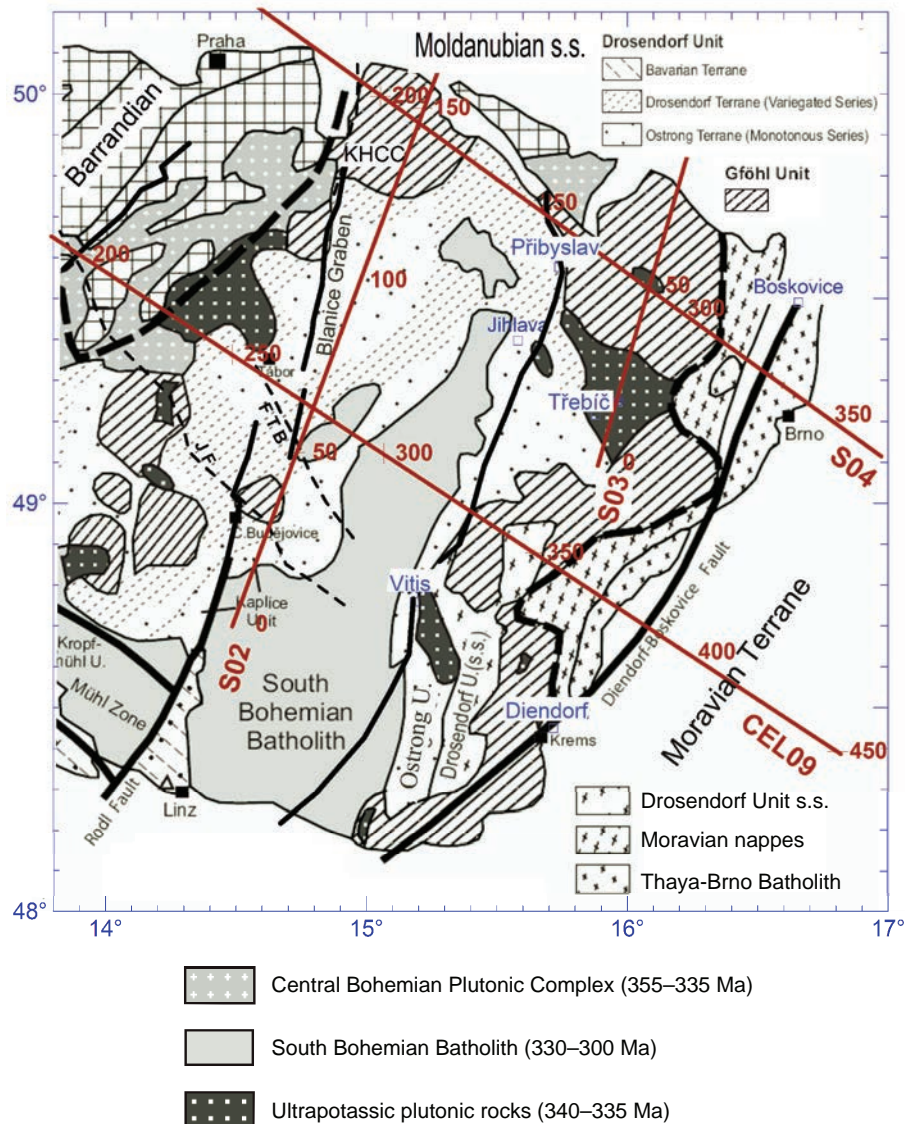 Praha
Moldanubian s.s.
Drosendorf Unit
Bavarian Terrane
Drosendorf Terrane (Variegated Series)
Ostrong Terrane (Monotonous Series)
Gföhl Unit
50°
200
150
Barrandian
KHCC
50
Přibyslav
200
Blanice Graben
100
50
300
Boskovice
Jihlava
250
Tábor
FTB
Třebíč
350
Brno
JF
50
300
0
S03
S04
49°
Č.Budějovice
350
Vitis
Kaplice
Unit
0
S02
Kropf-
mühl U.
Mühl Zone
South
Bohemian
Batholith
Ostrong U.
Drosendorf U.(s.s.)
Diendorf
Krems
Diendorf-Boskovice Fault
400
Moravian Terrane
CEL09
450
Rodl Fault
Linz
Drosendorf Unit s.s.
Moravian nappes
Thaya-Brno Batholith
48°
14°
15°
16°
17°
Central Bohemian Plutonic Complex (355–335 Ma)
South Bohemian Batholith (330–300 Ma)
Ultrapotassic plutonic rocks (340–335 Ma)